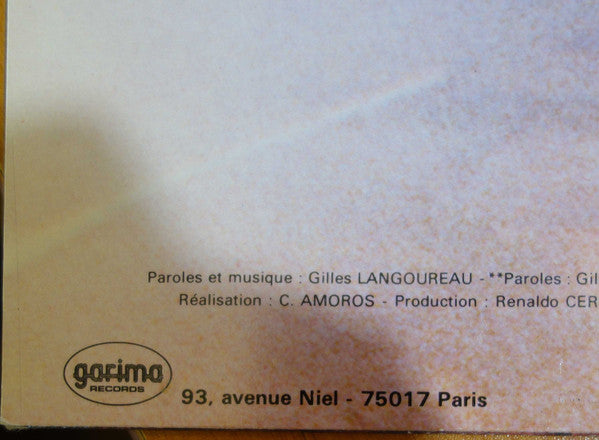 Paroles et musique : Gilles LANGOUREAU - **Paroles : Gil
Réalisation : C. AMOROS - Production : Renaldo CER
garima
RECORDS
93, avenue Niel - 75017 Paris